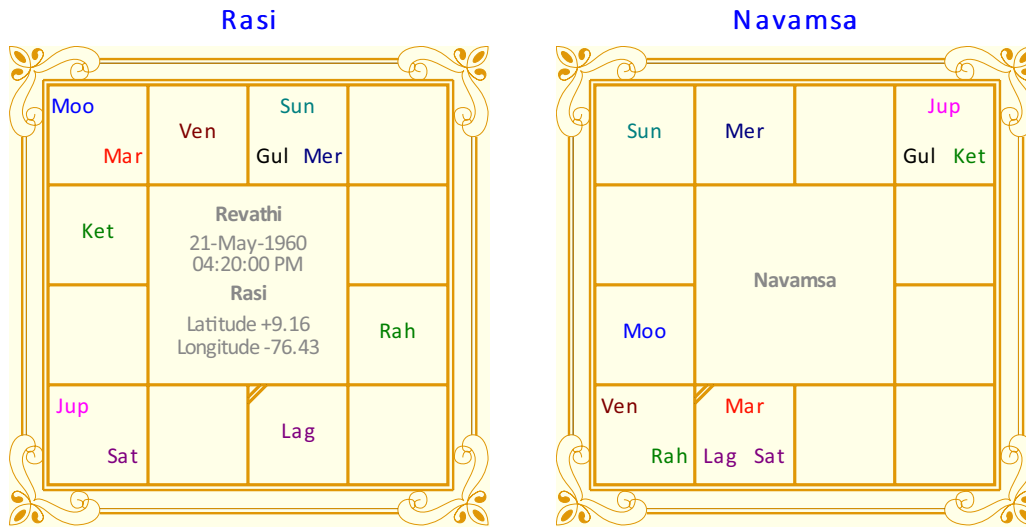 Rasi
Moo
Mar
Ven
Sun
Gul Mer
Ket
Revathi
21-May-1960
04:20:00 PM
Rasi
Latitude +9.16
Longitude -76.43
Rah
Jup
Sat
Lag
Navamsa
Sun
Mer
Jup
Gul Ket
Navamsa
Moo
Ven
Rah
Mar
Lag Sat